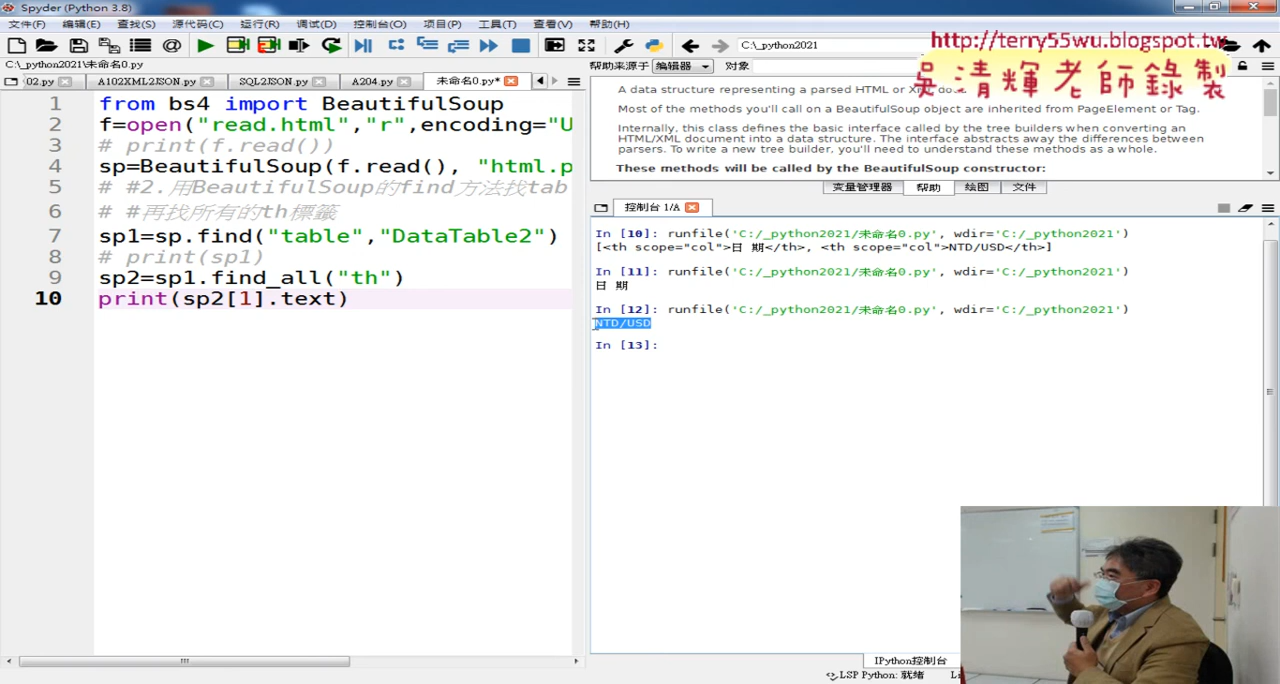 Spyder (Python 3.8)
文件(F) 编辑(E) 查找(S) 源代码(C) 运行(R) 调试(D) 控制台(O) 项目(P) 工具(T) 查看(V) 帮助(H)
C:\_python2021
http://terry55wu.blogspot.tw
吳清輝老師錄製
C:\_python2021\未命名0.py
02.py A102XML2JSON.py SQL2JSON.py A204.py 未命名0.py*
1 from bs4 import BeautifulSoup
2 f=open("read.html","r",encoding="U
3 # print(f.read())
4 sp=BeautifulSoup(f.read(), "html.p
5 # #2.用BeautifulSoup的find方法找tab
6 # #再找所有的th標籤
7 sp1=sp.find("table","DataTable2")
8 # print(sp1)
9 sp2=sp1.find_all("th")
10 print(sp2[1].text)
帮助来源于 编辑器 对象
A data structure representing a parsed HTML or XML
Most of the methods you'll call on a BeautifulSoup object are inherited from PageElement or Tag.
Internally, this class defines the basic interface called by the tree builders when converting an
HTML/XML document into a data structure. The interface abstracts away the differences between
parsers. To write a new tree builder, you'll need to understand these methods as a whole.
These methods will be called by the BeautifulSoup constructor:
变量管理器 帮助 绘图 文件
控制台 1/A
In [10]: runfile('C:/_python2021/未命名0.py', wdir='C:/_python2021')
[<th scope="col">日 期</th>, <th scope="col">NTD/USD</th>]
In [11]: runfile('C:/_python2021/未命名0.py', wdir='C:/_python2021')
日 期
In [12]: runfile('C:/_python2021/未命名0.py', wdir='C:/_python2021')
NTD/USD
In [13]:
IPython控制台
LSP Python: 就绪